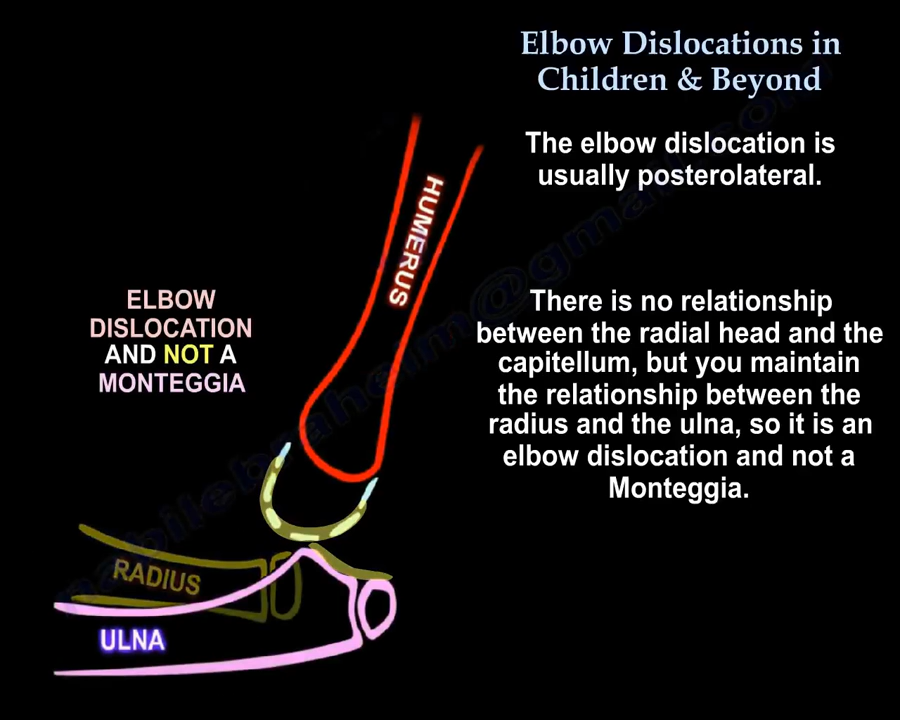 Elbow Dislocations in
Children & Beyond
The elbow dislocation is
usually posterolateral.
HUMERUS
ELBOW
DISLOCATION
AND NOT A
MONTEGGIA
There is no relationship
between the radial head and the
capitellum, but you maintain
the relationship between the
radius and the ulna, so it is an
elbow dislocation and not a
Monteggia.
RADIUS
ULNA